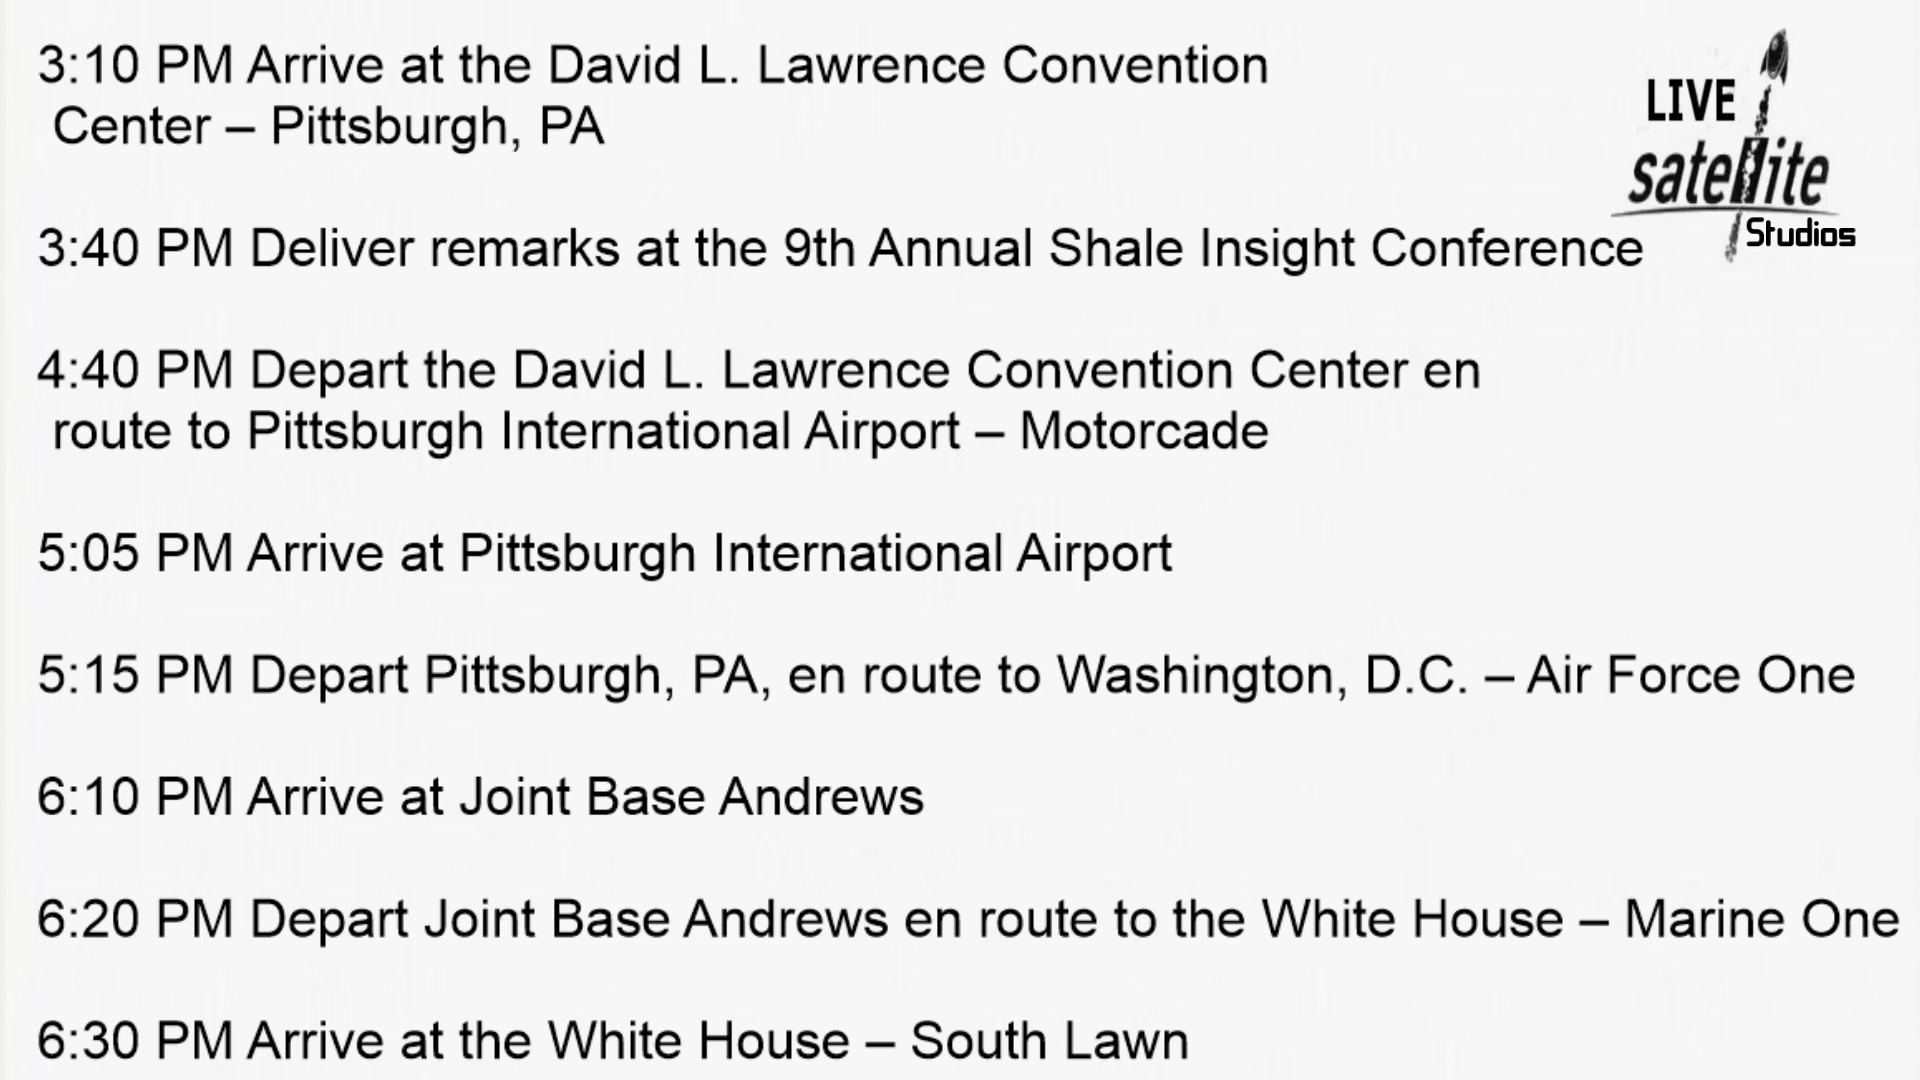 3:10 PM Arrive at the David L. Lawrence Convention
Center – Pittsburgh, PA
3:40 PM Deliver remarks at the 9th Annual Shale Insight Conference
4:40 PM Depart the David L. Lawrence Convention Center en
route to Pittsburgh International Airport – Motorcade
5:05 PM Arrive at Pittsburgh International Airport
5:15 PM Depart Pittsburgh, PA, en route to Washington, D.C. – Air Force One
6:10 PM Arrive at Joint Base Andrews
6:20 PM Depart Joint Base Andrews en route to the White House – Marine One
6:30 PM Arrive at the White House – South Lawn
LIVE
satellite
Studios